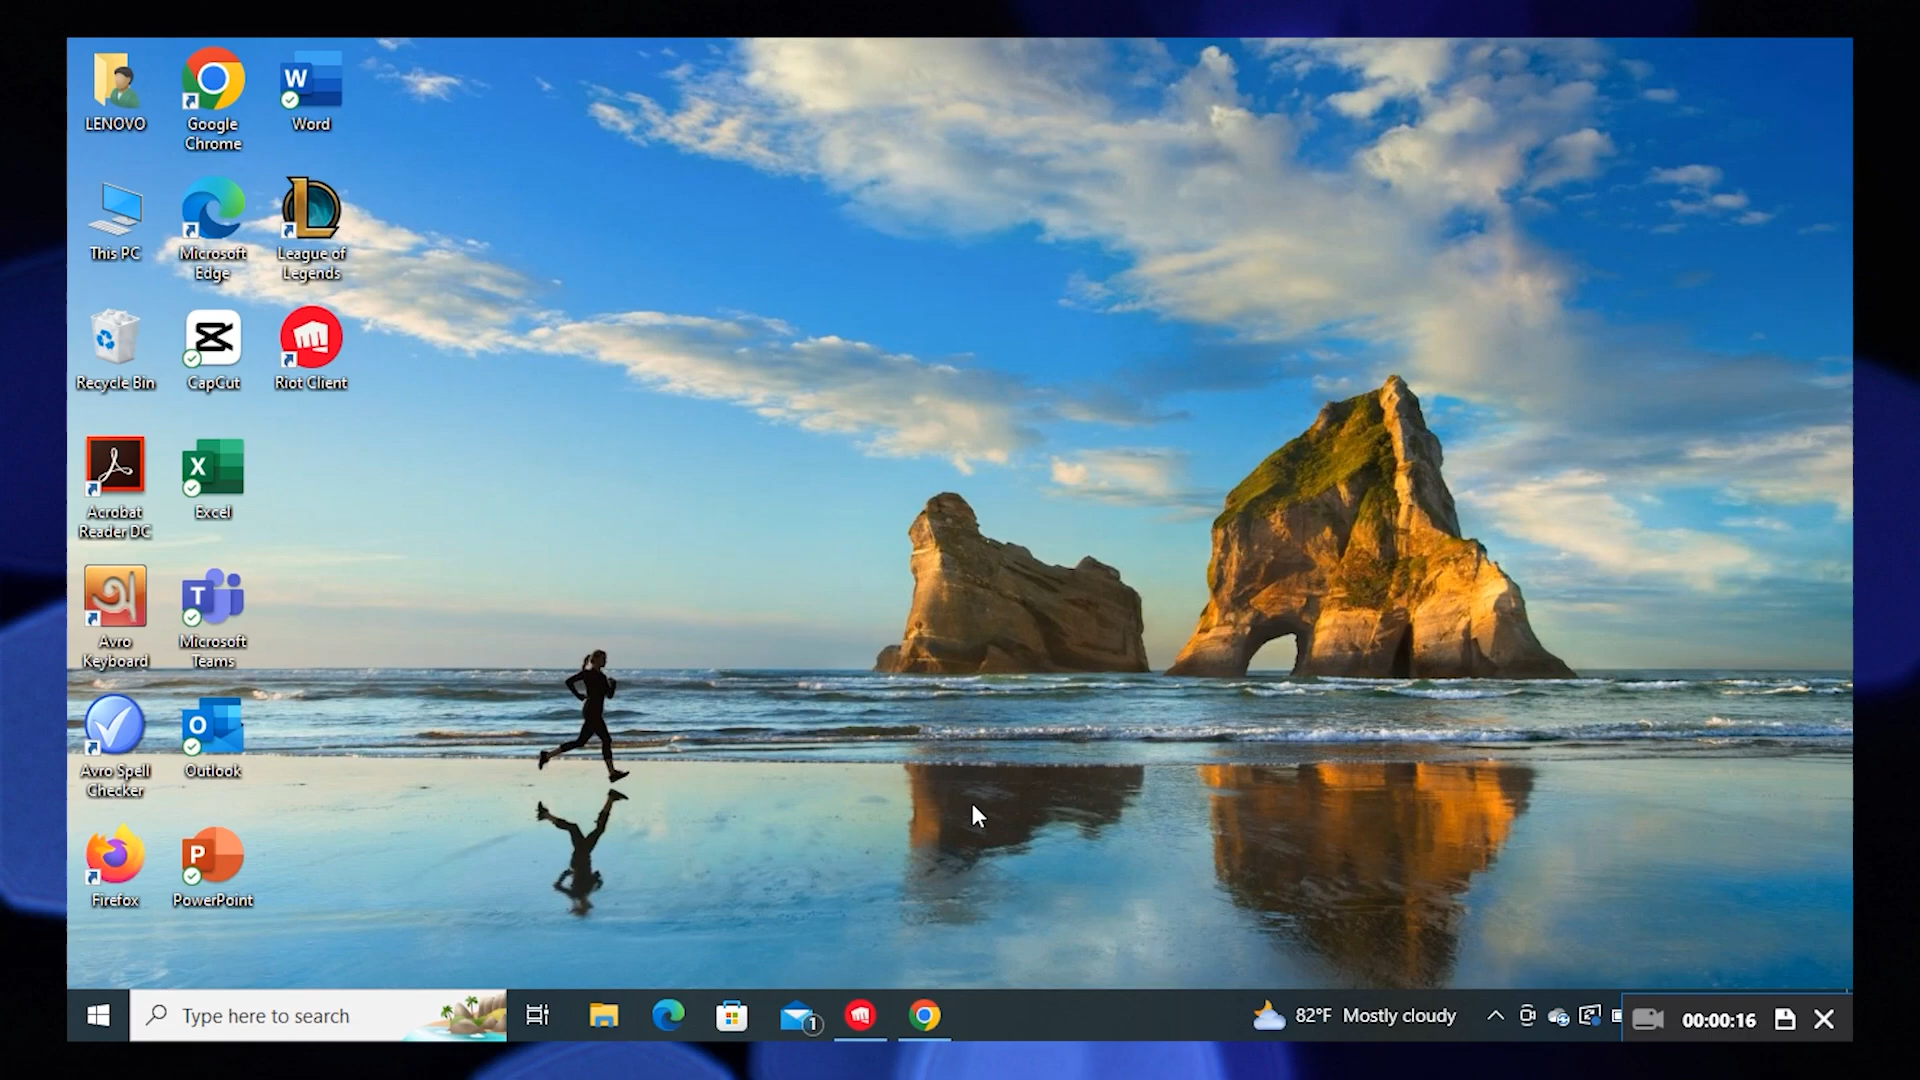 LENOVO
Google
Chrome
Word
This PC
Microsoft
Edge
League of
Legends
Recycle Bin
CapCut
Riot Client
Acrobat
Reader DC
Excel
Avro
Keyboard
Microsoft
Teams
Avro Spell
Checker
Outlook
Firefox
PowerPoint
Type here to search
1
82°F Mostly cloudy
00:00:16